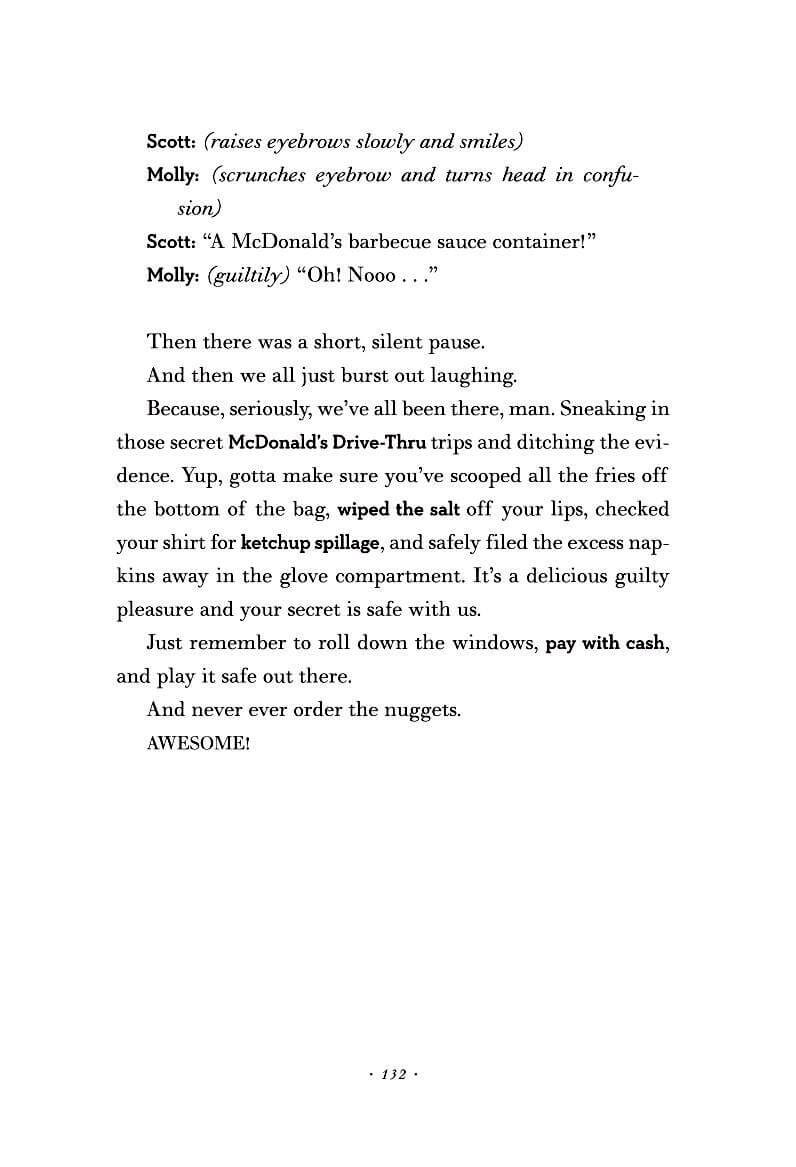 Scott: (raises eyebrows slowly and smiles)
Molly: (scrunches eyebrow and turns head in confu-
sion)
Scott: “A McDonald’s barbecue sauce container!”
Molly: (guiltily) “Oh! Nooo . . .”
Then there was a short, silent pause.
And then we all just burst out laughing.
Because, seriously, we’ve all been there, man. Sneaking in
those secret McDonald’s Drive-Thru trips and ditching the evi-
dence. Yup, gotta make sure you’ve scooped all the fries off
the bottom of the bag, wiped the salt off your lips, checked
your shirt for ketchup spillage, and safely filed the excess nap-
kins away in the glove compartment. It’s a delicious guilty
pleasure and your secret is safe with us.
Just remember to roll down the windows, pay with cash,
and play it safe out there.
And never ever order the nuggets.
AWESOME!
· 132 ·